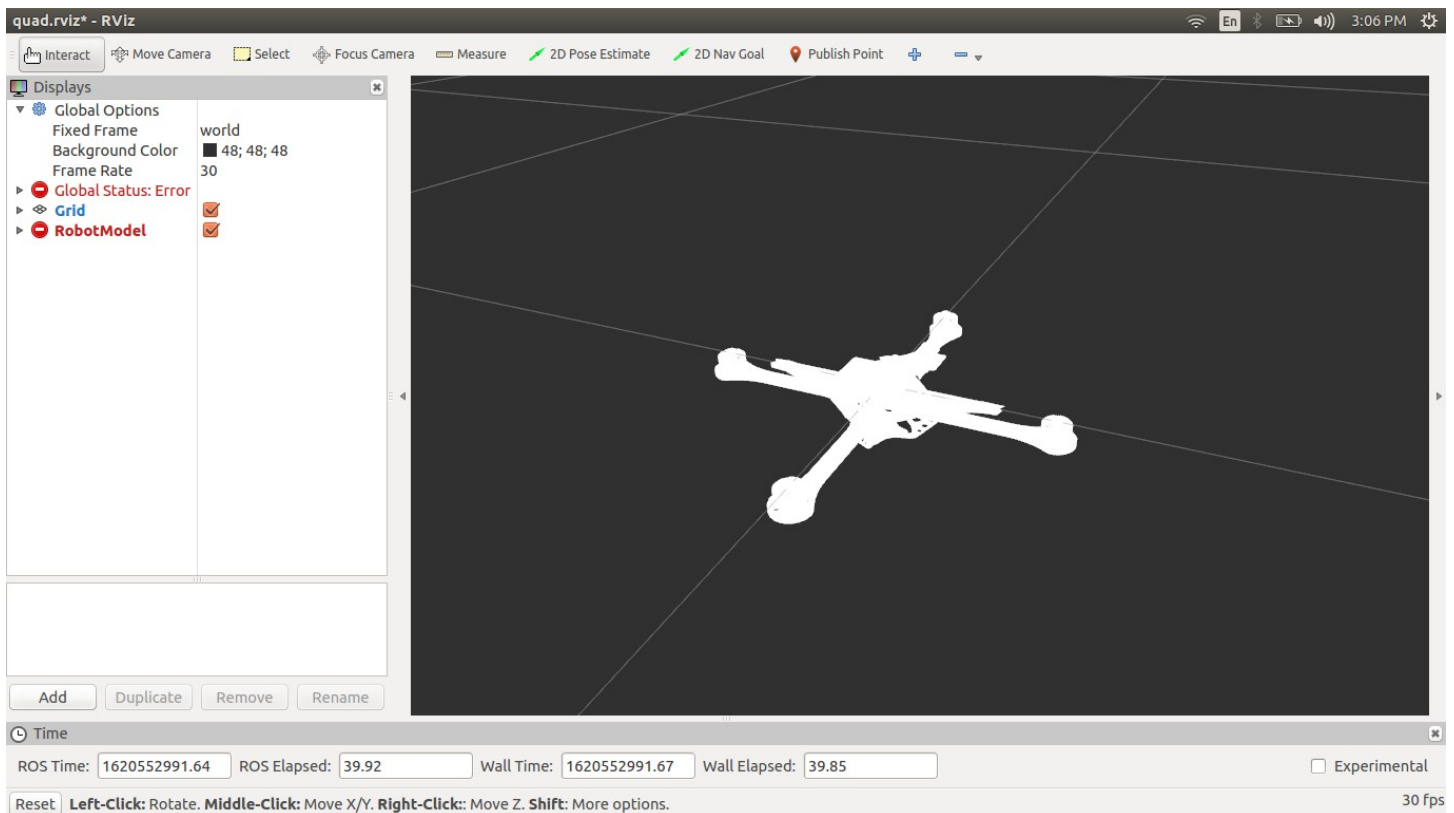 quad.rviz* - RViz
En 3:06 PM
Interact Move Camera Select Focus Camera Measure 2D Pose Estimate 2D Nav Goal Publish Point
Displays
Global Options
Fixed Frame world
Background Color 48; 48; 48
Frame Rate 30
Global Status: Error
Grid
RobotModel
Add Duplicate Remove Rename
Time
ROS Time: 1620552991.64 ROS Elapsed: 39.92 Wall Time: 1620552991.67 Wall Elapsed: 39.85 Experimental
Reset Left-Click: Rotate. Middle-Click: Move X/Y. Right-Click:: Move Z. Shift: More options. 30 fps